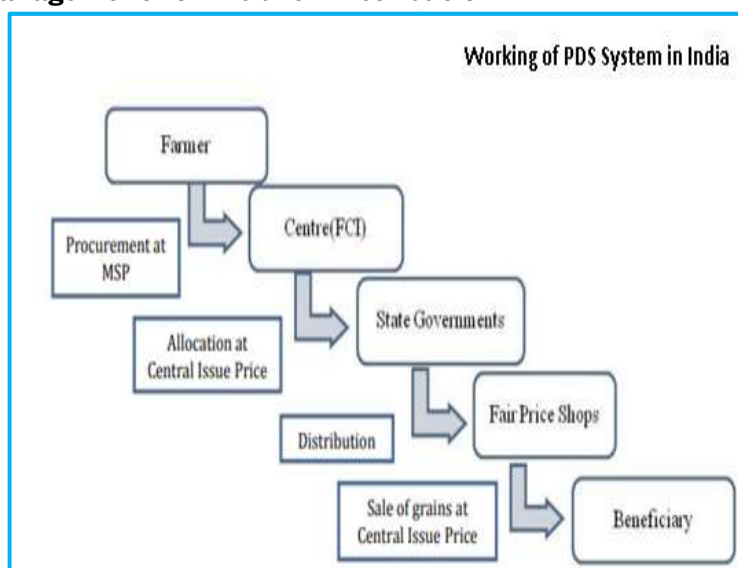 Working of PDS System in India
Farmer
Procurement at
MSP
Centre(FCI)
Allocation at
Central Issue Price
State Governments
Distribution
Fair Price Shops
Sale of grains at
Central Issue Price
Beneficiary